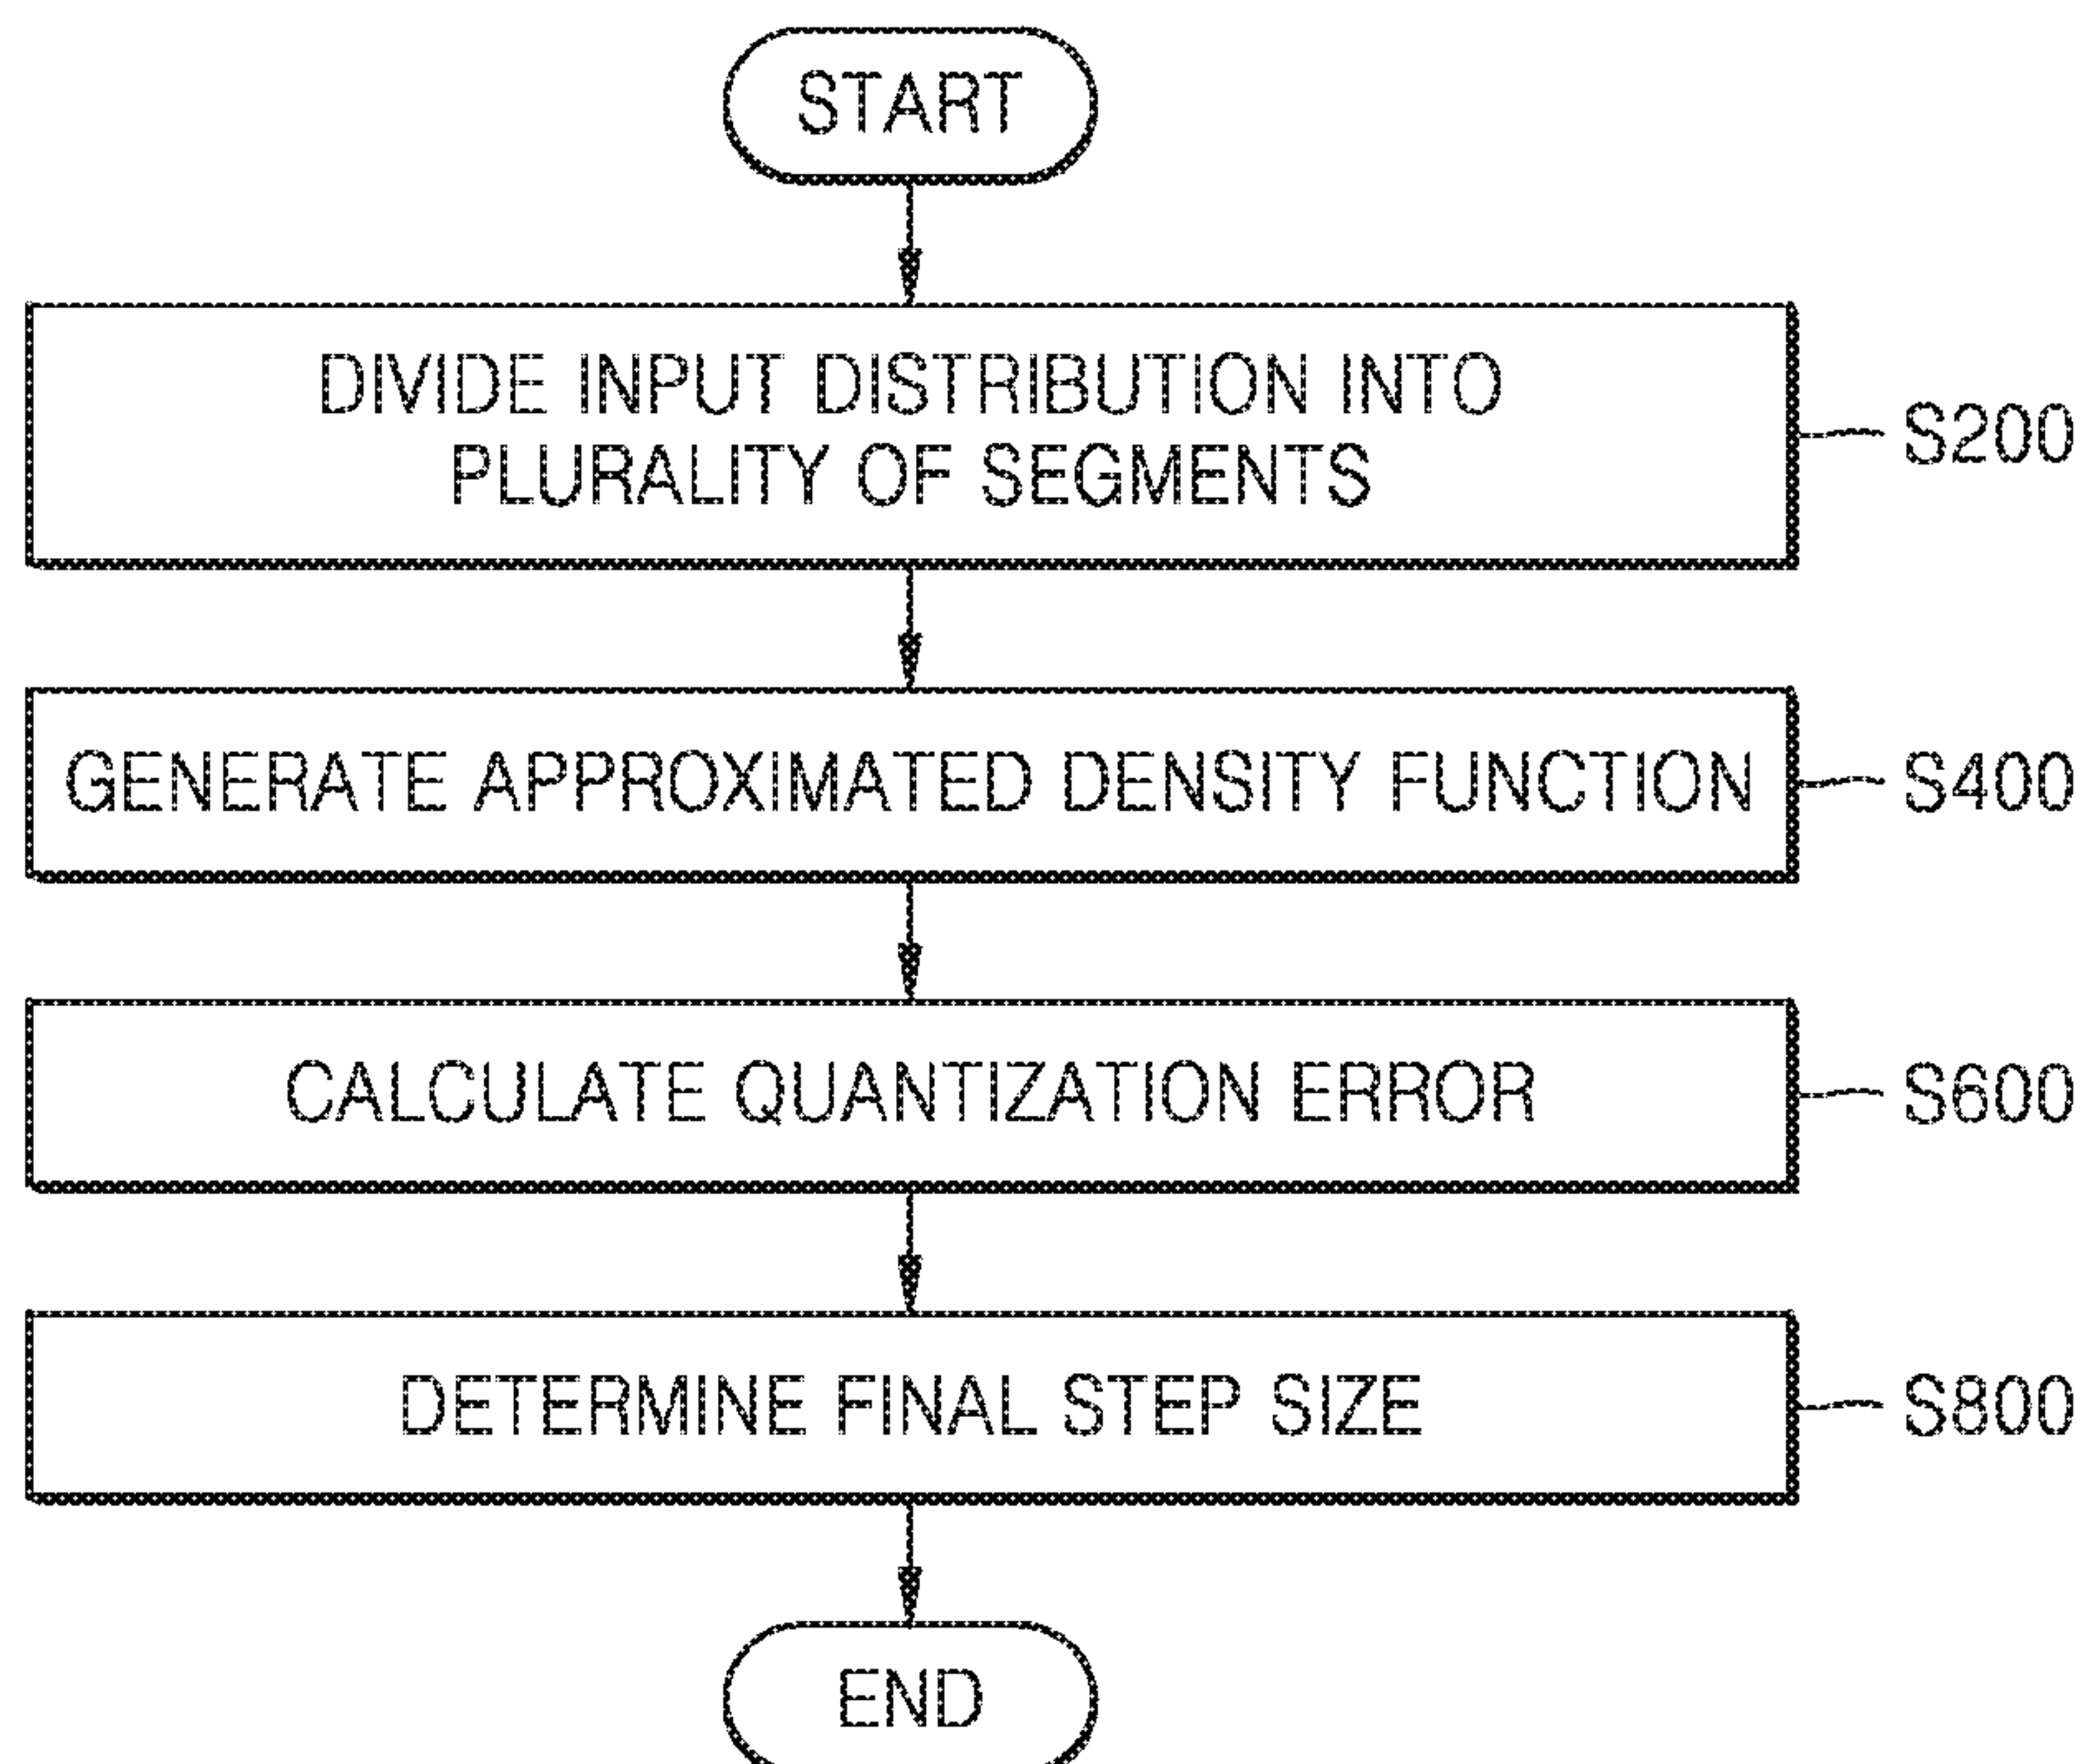 START
DIVIDE INPUT DISTRIBUTION INTO
PLURALITY OF SEGMENTS
S200
GENERATE APPROXIMATED DENSITY FUNCTION
S400
CALCULATE QUANTIZATION ERROR
S600
DETERMINE FINAL STEP SIZE
S800
END